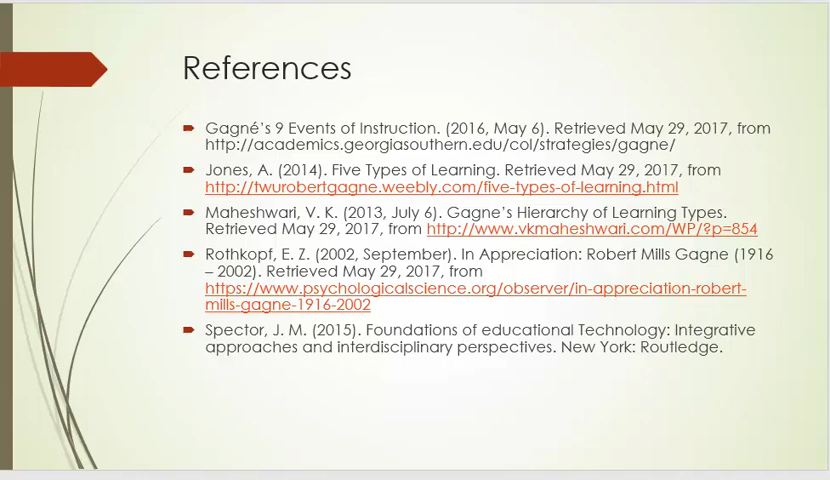 References
Gagné's 9 Events of Instruction. (2016, May 6). Retrieved May 29, 2017, from
http://academics.georgiasouthern.edu/col/strategies/gagne/
Jones, A. (2014). Five Types of Learning. Retrieved May 29, 2017, from
http://twurobertgagne.weebly.com/five-types-of-learning.html
Maheshwari, V. K. (2013, July 6). Gagne's Hierarchy of Learning Types.
Retrieved May 29, 2017, from http://www.vkmaheshwari.com/WP/?p=854
Rothkopf, E. Z. (2002, September). In Appreciation: Robert Mills Gagne (1916
– 2002). Retrieved May 29, 2017, from
https://www.psychologicalscience.org/observer/in-appreciation-robert-
mills-gagne-1916-2002
Spector, J. M. (2015). Foundations of educational Technology: Integrative
approaches and interdisciplinary perspectives. New York: Routledge.